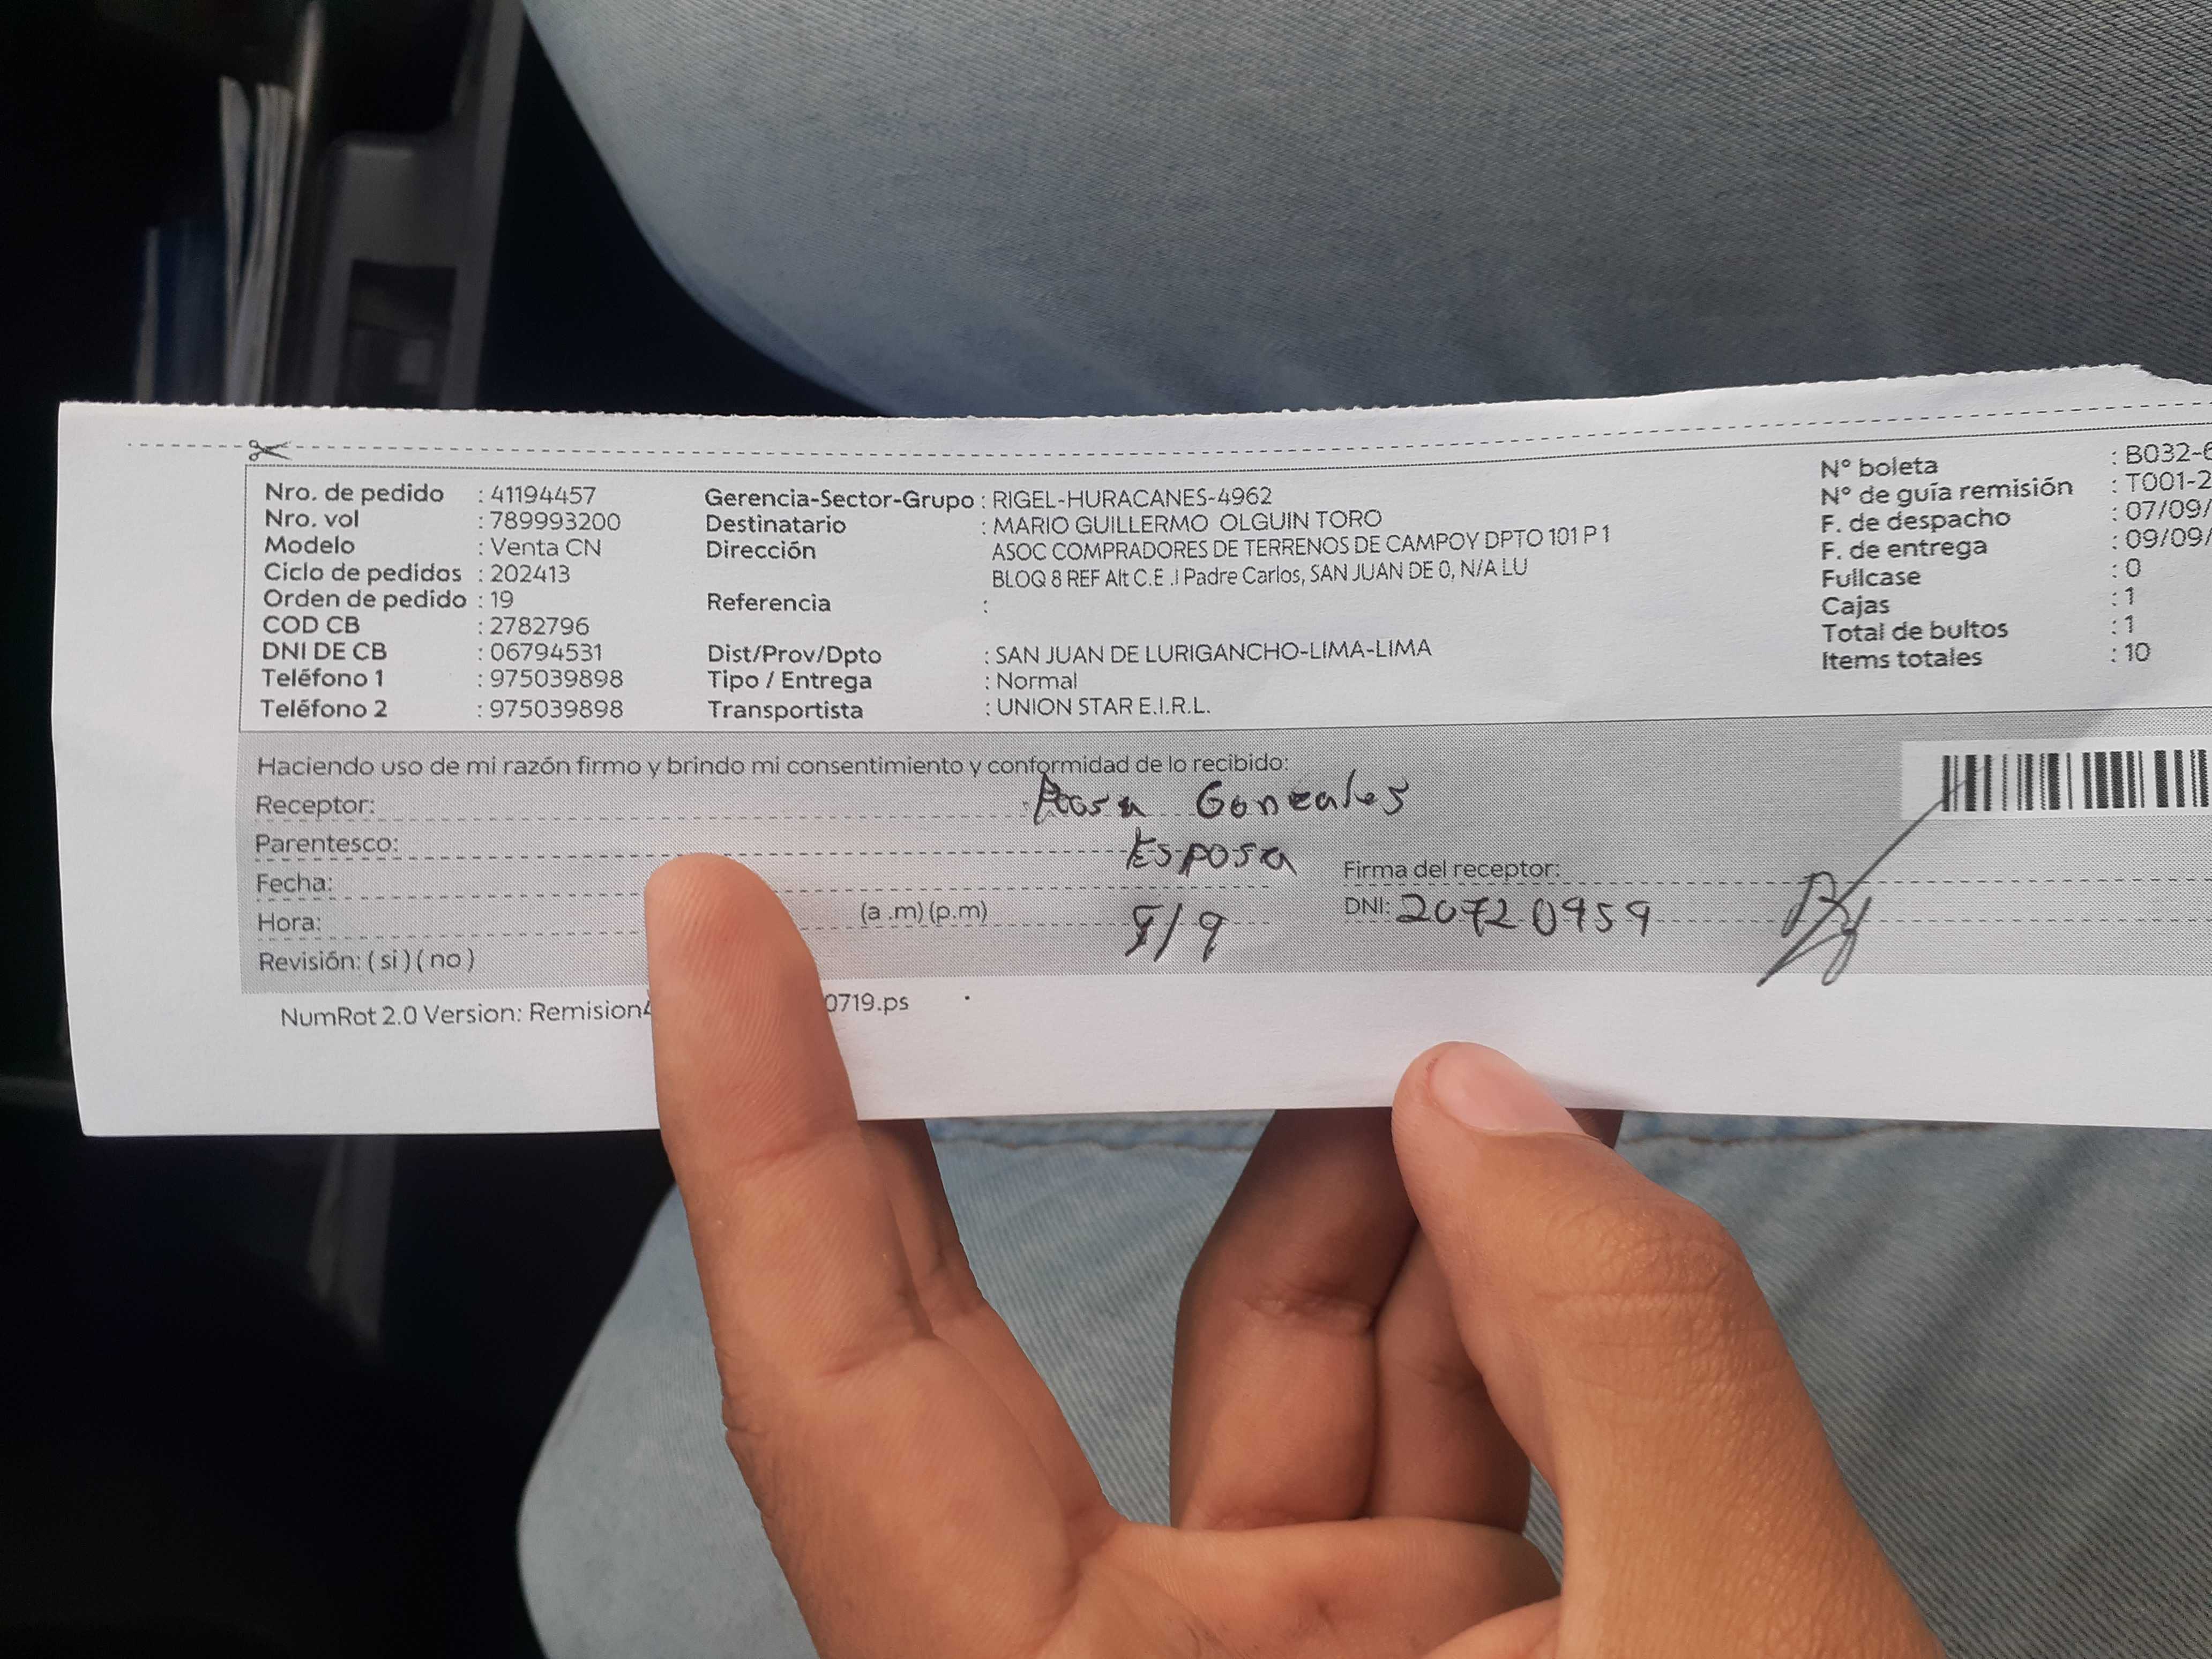 Nro. de pedido : 41194457 Gerencia-Sector-Grupo : RIGEL-HURACANES-4962 N° boleta : B032-6
Nro. vol : 789993200 Destinatario : MARIO GUILLERMO OLGUIN TORO N° de guía remisión : T001-2
Modelo : Venta CN Dirección ASOC COMPRADORES DE TERRENOS DE CAMPOY DPTO 101 P 1 F. de despacho : 07/09/
Ciclo de pedidos : 202413 BLOQ 8 REF Alt C.E .I Padre Carlos, SAN JUAN DE 0, N/A LU F. de entrega : 09/09/
Orden de pedido : 19 Referencia : Fullcase : 0
COD CB : 2782796 Cajas : 1
DNI DE CB : 06794531 Dist/Prov/Dpto : SAN JUAN DE LURIGANCHO-LIMA-LIMA Total de bultos : 1
Teléfono 1 : 975039898 Tipo / Entrega : Normal Items totales : 10
Teléfono 2 : 975039898 Transportista : UNION STAR E.I.R.L.
Haciendo uso de mi razón firmo y brindo mi consentimiento y conformidad de lo recibido:
Receptor: Rosa Gonzales
Parentesco: Esposa
Fecha: Firma del receptor:
Hora: (a .m) (p.m) /9 DNI: 20720959
Revisión: ( si ) ( no )
NumRot 2.0 Version: 0719.ps